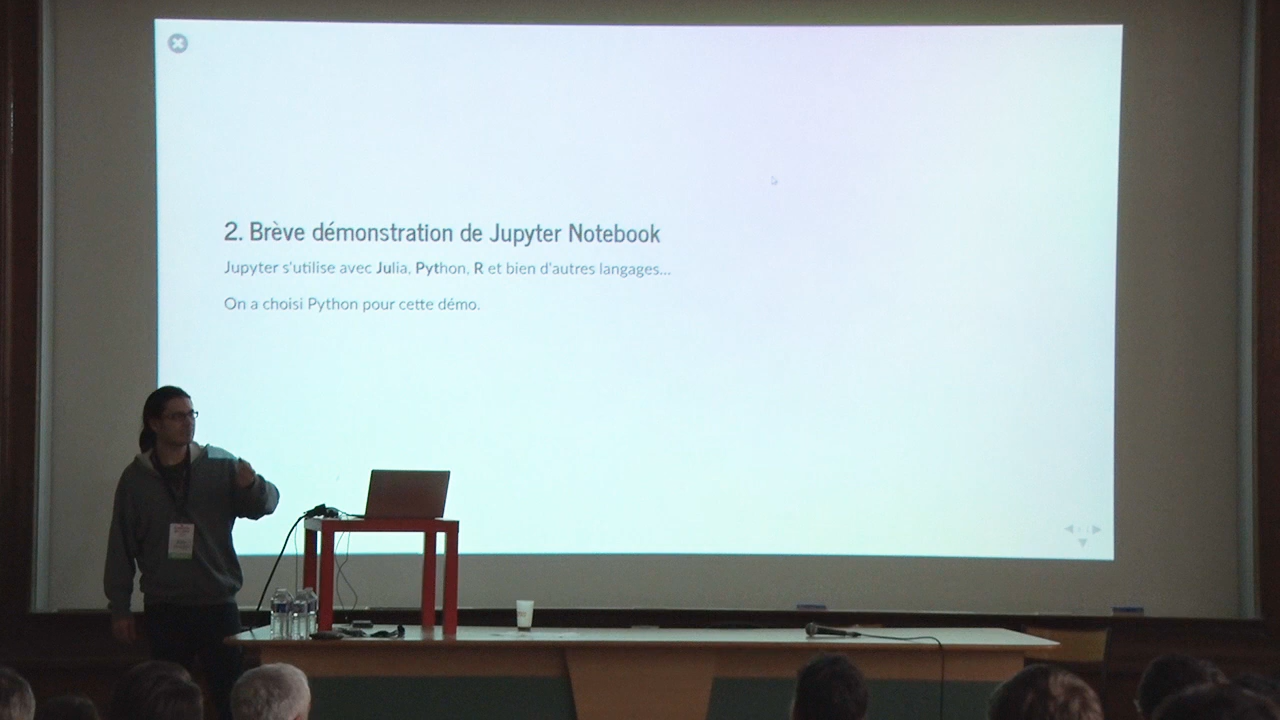 2. Brève démonstration de Jupyter Notebook
Jupyter s'utilise avec Julia, Python, R et bien d'autres langages...
On a choisi Python pour cette démo.